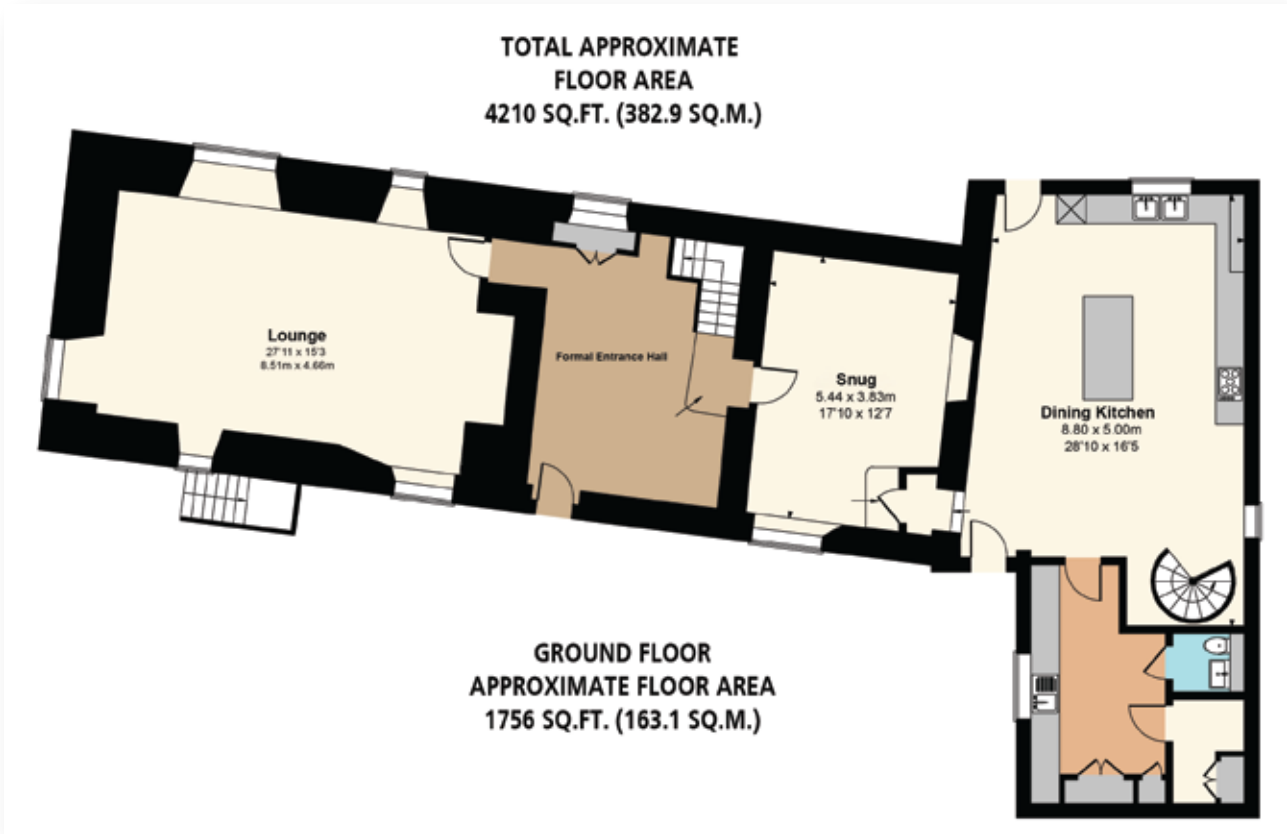 TOTAL APPROXIMATE
FLOOR AREA
4210 SQ.FT. (382.9 SQ.M.)
Lounge
27'11 x 15'3
8.51m x 4.66m
Formal Entrance Hall
Snug
5.44 x 3.83m
17'10 x 12'7
Dining Kitchen
8.80 x 5.00m
28'10 x 16'5
GROUND FLOOR
APPROXIMATE FLOOR AREA
1756 SQ.FT. (163.1 SQ.M.)